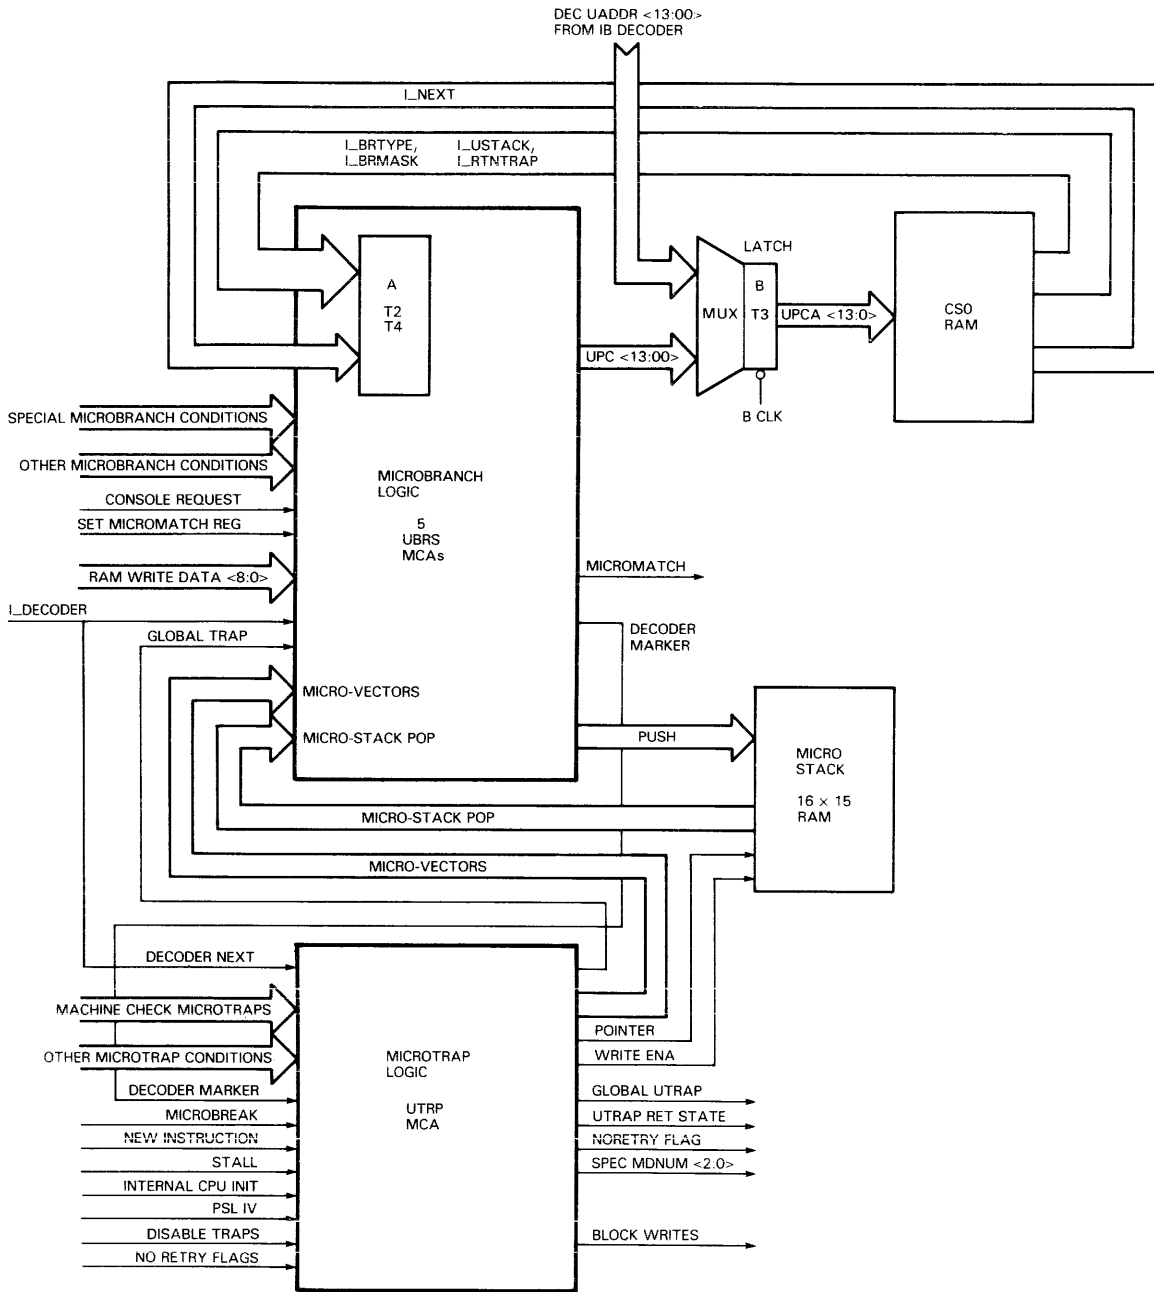 DEC UADDR <13:00>
FROM IB DECODER
I_NEXT
I_BRTYPE,
I_BRMASK
I_USTACK,
I_RTNTRAP
A
T2
T4
LATCH
MUX
B
T3
UPCA <13:0>
CS0
RAM
UPC <13:00>
B CLK
SPECIAL MICROBRANCH CONDITIONS
OTHER MICROBRANCH CONDITIONS
CONSOLE REQUEST
SET MICROMATCH REG
MICROBRANCH
LOGIC
5
UBRS
MCAs
RAM WRITE DATA <8:0>
MICROMATCH
I_DECODER
GLOBAL TRAP
DECODER
MARKER
MICRO-VECTORS
MICRO-STACK POP
PUSH
MICRO
STACK
16 × 15
RAM
MICRO-STACK POP
MICRO-VECTORS
DECODER NEXT
MACHINE CHECK MICROTRAPS
OTHER MICROTRAP CONDITIONS
DECODER MARKER
MICROBREAK
NEW INSTRUCTION
STALL
INTERNAL CPU INIT
PSL IV
DISABLE TRAPS
NO RETRY FLAGS
MICROTRAP
LOGIC
UTRP
MCA
POINTER
WRITE ENA
GLOBAL UTRAP
UTRAP RET STATE
NORETRY FLAG
SPEC MDNUM <2:0>
BLOCK WRITES